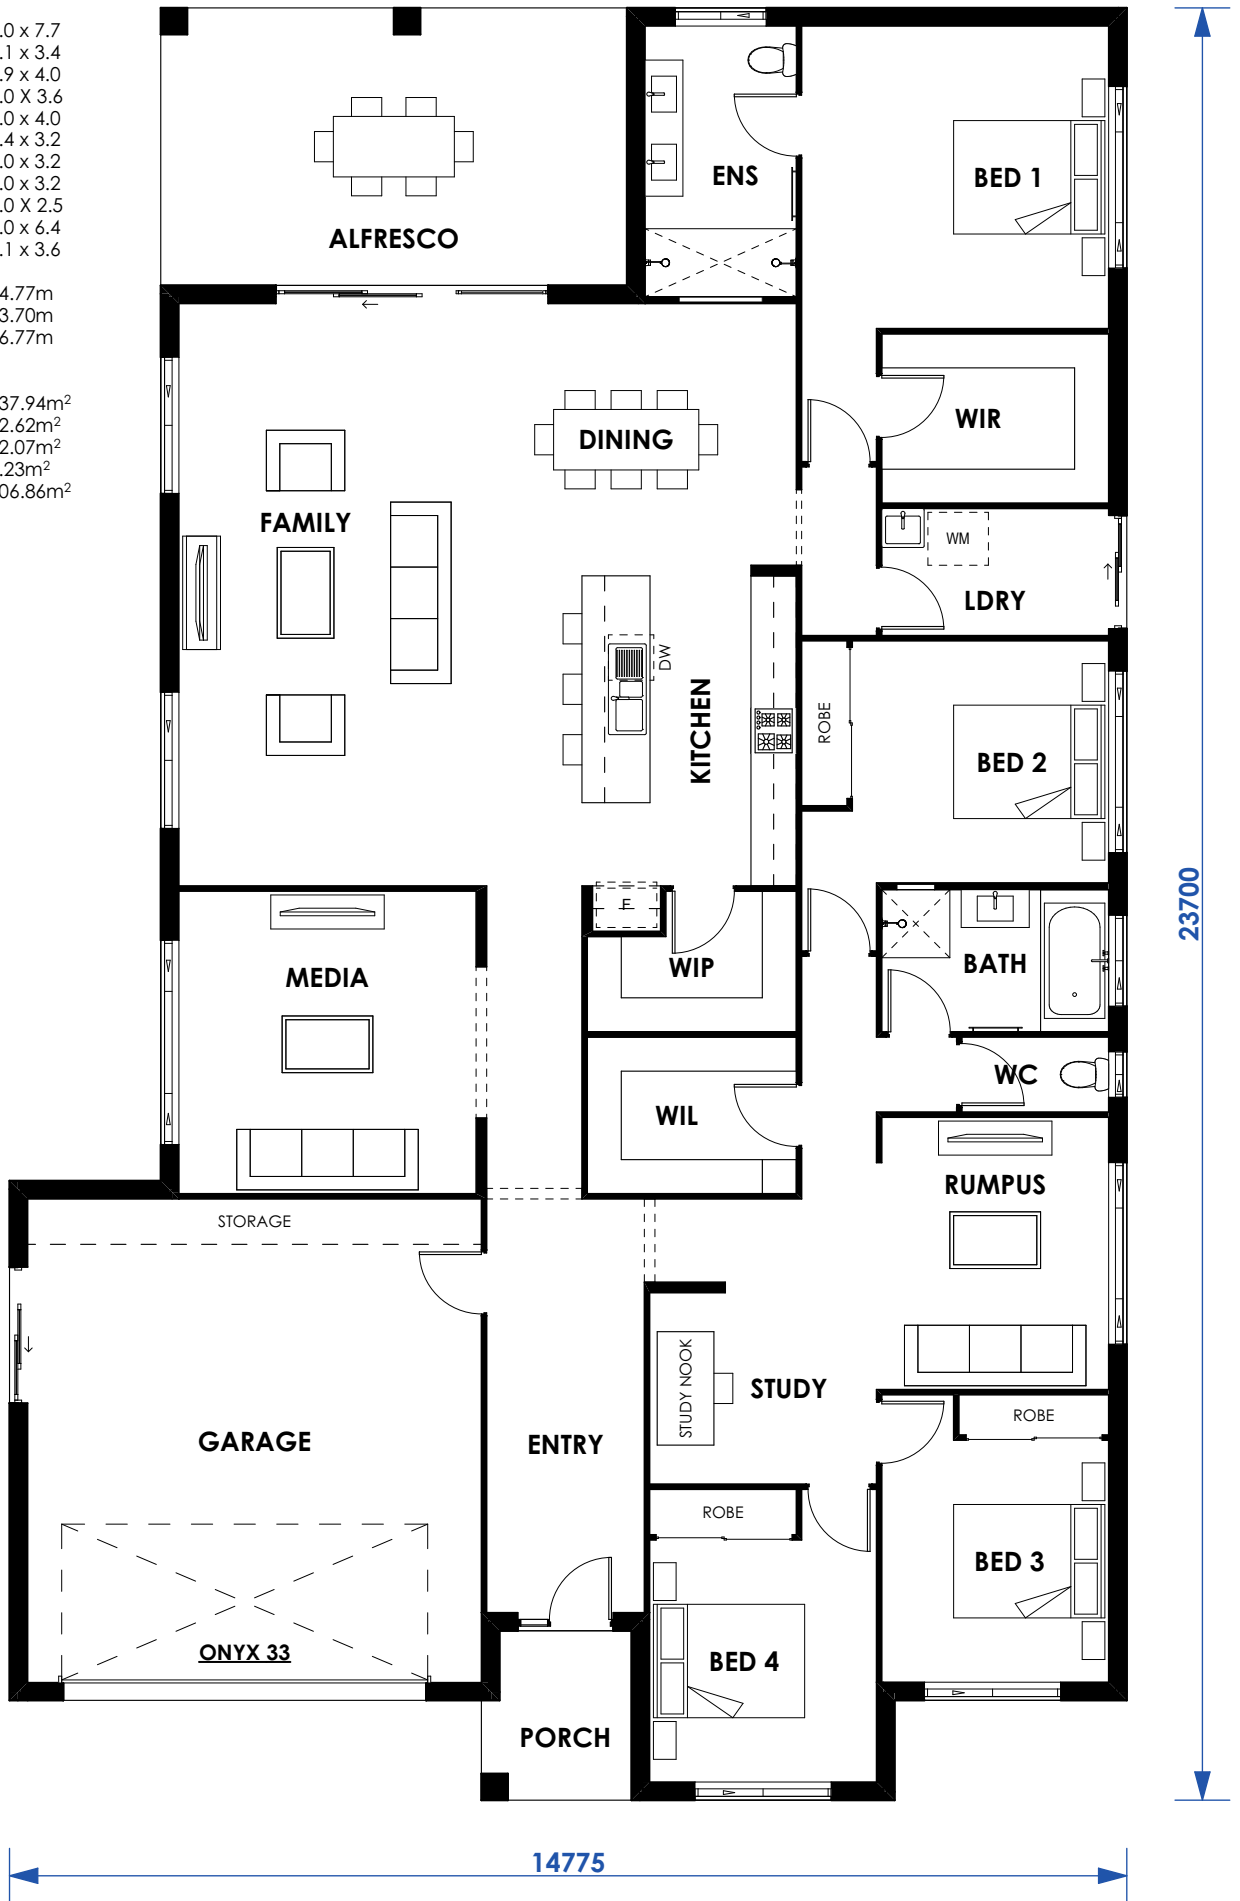 .0 x 7.7
.1 x 3.4
.9 x 4.0
.0 X 3.6
.0 x 4.0
.4 x 3.2
.0 x 3.2
.0 x 3.2
.0 X 2.5
.0 x 6.4
.1 x 3.6
4.77m
3.70m
6.77m
37.94m²
2.62m²
2.07m²
.23m²
06.86m²
ENS
BED 1
ALFRESCO
WIR
DINING
FAMILY
WM
LDRY
DW
KITCHEN
ROBE
BED 2
F
WIP
BATH
MEDIA
WC
WIL
RUMPUS
STORAGE
STUDY NOOK
STUDY
ROBE
GARAGE
ENTRY
ROBE
BED 3
ONYX 33
BED 4
PORCH
23700
14775